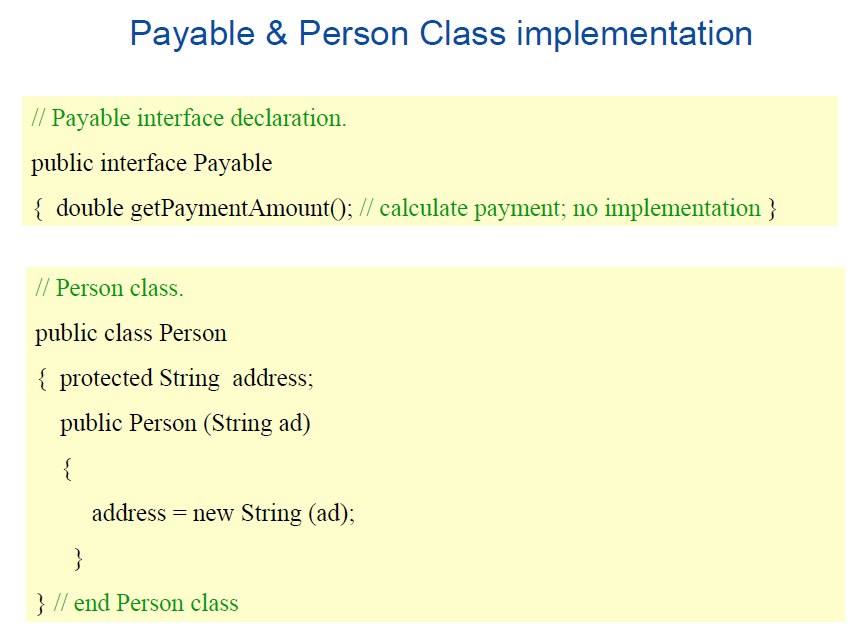 Payable & Person Class implementation
// Payable interface declaration.
public interface Payable
{ double getPaymentAmount(); // calculate payment; no implementation }
// Person class.
public class Person
{ protected String address;
public Person (String ad)
{
address = new String (ad);
}
} // end Person class